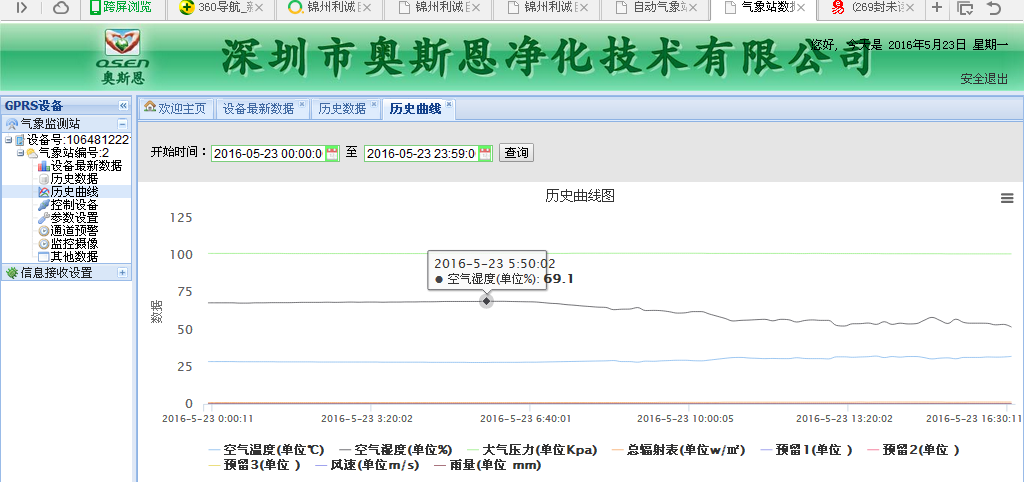 跨屏浏览
360导航_新
锦州利诚自
锦州利诚E
锦州利诚E
自动气象站
气象站数据
(269封未读
OSEN
奥斯恩
深圳市奥斯恩净化技术有限公司
您好，今天是 2016年5月23日 星期一
安全退出
GPRS设备
气象监测站
设备号:106481222
气象站编号:2
设备最新数据
历史数据
历史曲线
控制设备
参数设置
通道预警
监控摄像
其他数据
信息接收设置
欢迎主页
设备最新数据
历史数据
历史曲线
开始时间：2016-05-23 00:00:0 至 2016-05-23 23:59:0 查询
历史曲线图
125
100
75
50
25
0
数据
2016-5-23 5:50:02
● 空气湿度(单位%): 69.1
2016-5-23 0:00:11 2016-5-23 3:20:02 2016-5-23 6:40:01 2016-5-23 10:00:05 2016-5-23 13:20:02 2016-5-23 16:30:11
空气温度(单位℃) 空气湿度(单位%) 大气压力(单位Kpa) 总辐射表(单位w/㎡) 预留1(单位 ) 预留2(单位 )
预留3(单位 ) 风速(单位m/s) 雨量(单位 mm)